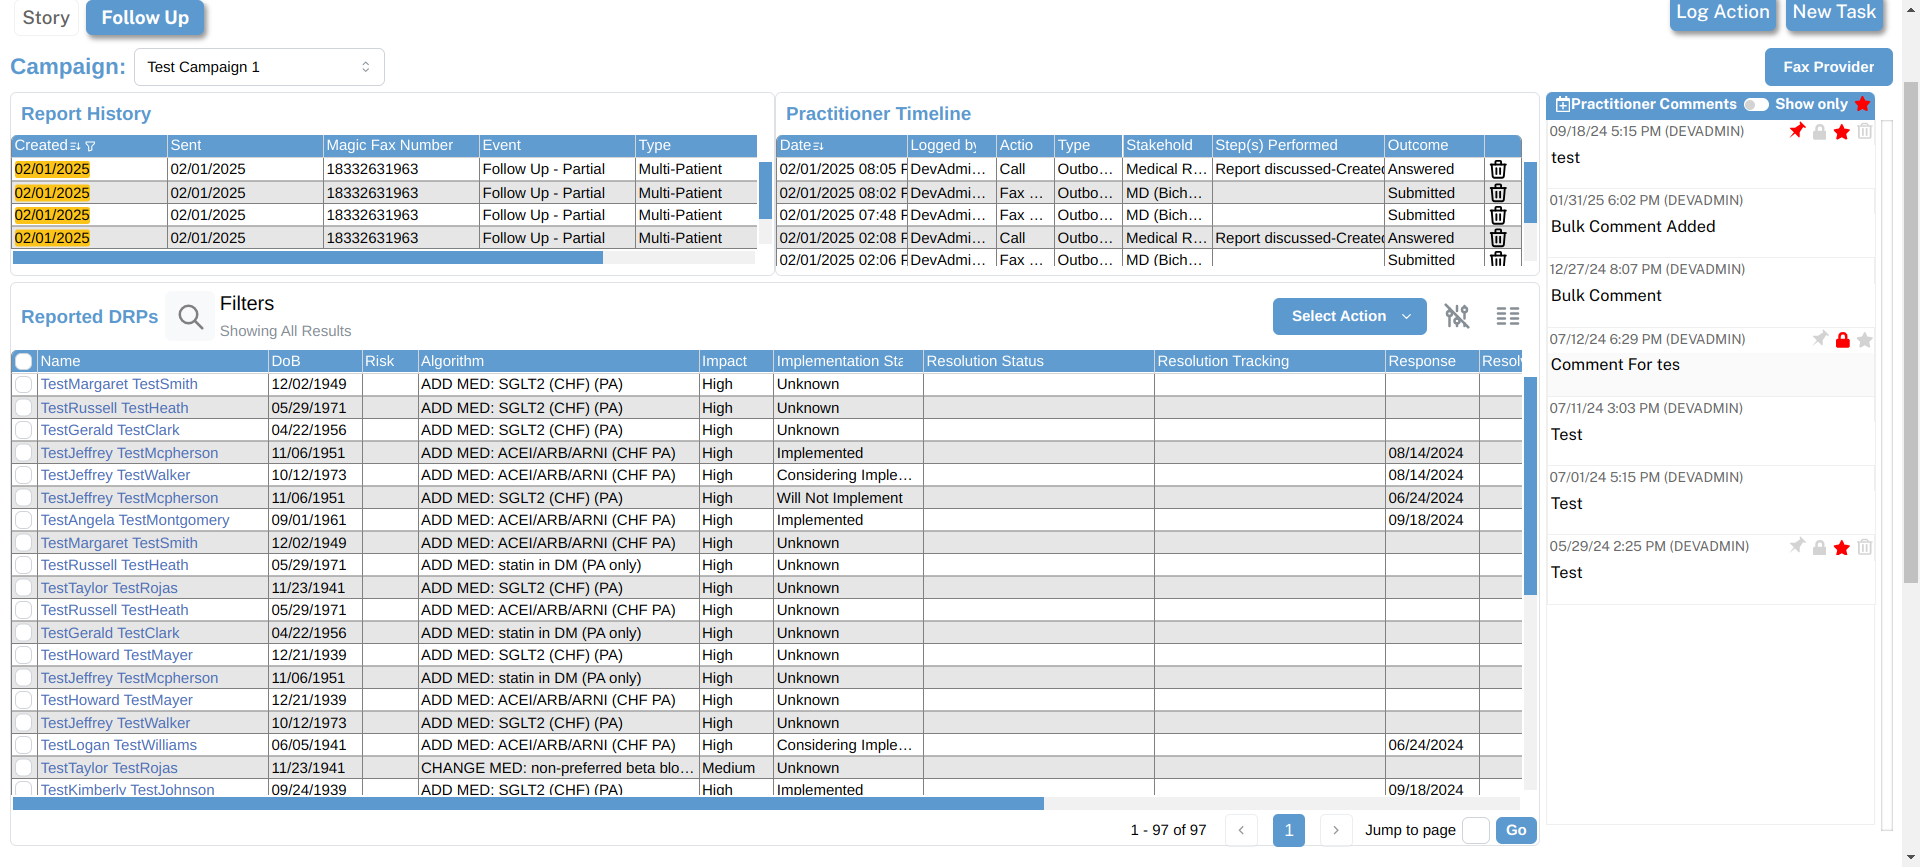 Story Follow Up Log Action New Task
Campaign: Test Campaign 1 Fax Provider
Report History
Created Sent Magic Fax Number Event Type
02/01/2025 02/01/2025 18332631963 Follow Up - Partial Multi-Patient
02/01/2025 02/01/2025 18332631963 Follow Up - Partial Multi-Patient
02/01/2025 02/01/2025 18332631963 Follow Up - Partial Multi-Patient
02/01/2025 02/01/2025 18332631963 Follow Up - Partial Multi-Patient
Practitioner Timeline
Date Logged by Actio Type Stakehold Step(s) Performed Outcome
02/01/2025 08:05 P DevAdmi... Call Outbo... Medical R... Report discussed-Created Answered
02/01/2025 08:02 P DevAdmi... Fax ... Outbo... MD (Bich... Submitted
02/01/2025 07:48 P DevAdmi... Fax ... Outbo... MD (Bich... Submitted
02/01/2025 02:08 P DevAdmi... Call Outbo... Medical R... Report discussed-Created Answered
02/01/2025 02:06 P DevAdmi... Fax ... Outbo... MD (Bich... Submitted
Reported DRPs Filters
Showing All Results
Select Action
Name DoB Risk Algorithm Impact Implementation Sta Resolution Status Resolution Tracking Response Resolv
TestMargaret TestSmith 12/02/1949 ADD MED: SGLT2 (CHF) (PA) High Unknown
TestRussell TestHeath 05/29/1971 ADD MED: SGLT2 (CHF) (PA) High Unknown
TestGerald TestClark 04/22/1956 ADD MED: SGLT2 (CHF) (PA) High Unknown
TestJeffrey TestMcpherson 11/06/1951 ADD MED: ACEI/ARB/ARNI (CHF PA) High Implemented 08/14/2024
TestJeffrey TestWalker 10/12/1973 ADD MED: ACEI/ARB/ARNI (CHF PA) High Considering Imple... 08/14/2024
TestJeffrey TestMcpherson 11/06/1951 ADD MED: SGLT2 (CHF) (PA) High Will Not Implement 06/24/2024
TestAngela TestMontgomery 09/01/1961 ADD MED: ACEI/ARB/ARNI (CHF PA) High Implemented 09/18/2024
TestMargaret TestSmith 12/02/1949 ADD MED: ACEI/ARB/ARNI (CHF PA) High Unknown
TestRussell TestHeath 05/29/1971 ADD MED: statin in DM (PA only) High Unknown
TestTaylor TestRojas 11/23/1941 ADD MED: SGLT2 (CHF) (PA) High Unknown
TestRussell TestHeath 05/29/1971 ADD MED: ACEI/ARB/ARNI (CHF PA) High Unknown
TestGerald TestClark 04/22/1956 ADD MED: statin in DM (PA only) High Unknown
TestHoward TestMayer 12/21/1939 ADD MED: SGLT2 (CHF) (PA) High Unknown
TestJeffrey TestMcpherson 11/06/1951 ADD MED: statin in DM (PA only) High Unknown
TestHoward TestMayer 12/21/1939 ADD MED: ACEI/ARB/ARNI (CHF PA) High Unknown
TestJeffrey TestWalker 10/12/1973 ADD MED: SGLT2 (CHF) (PA) High Unknown
TestLogan TestWilliams 06/05/1941 ADD MED: ACEI/ARB/ARNI (CHF PA) High Considering Imple... 06/24/2024
TestTaylor TestRojas 11/23/1941 CHANGE MED: non-preferred beta blo... Medium Unknown
TestKimberly TestJohnson 09/24/1939 ADD MED: SGLT2 (CHF) (PA) High Implemented 09/18/2024
1 - 97 of 97 1 Jump to page Go
Practitioner Comments Show only
09/18/24 5:15 PM (DEVADMIN)
test
01/31/25 6:02 PM (DEVADMIN)
Bulk Comment Added
12/27/24 8:07 PM (DEVADMIN)
Bulk Comment
07/12/24 6:29 PM (DEVADMIN)
Comment For tes
07/11/24 3:03 PM (DEVADMIN)
Test
07/01/24 5:15 PM (DEVADMIN)
Test
05/29/24 2:25 PM (DEVADMIN)
Test